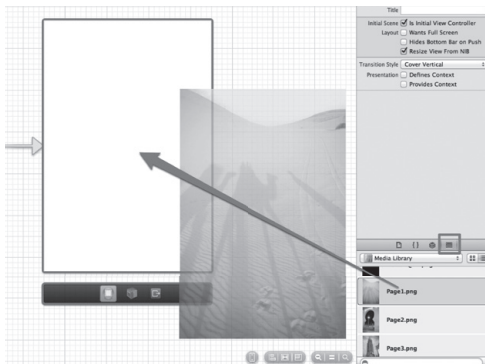 Title
Initial Scene Is Initial View Controller
Layout Wants Full Screen
Hides Bottom Bar on Push
Resize View From NIB
Transition Style Cover Vertical
Presentation Defines Context
Provides Context
Media Library
Page1.png
Page2.png
Page3.png